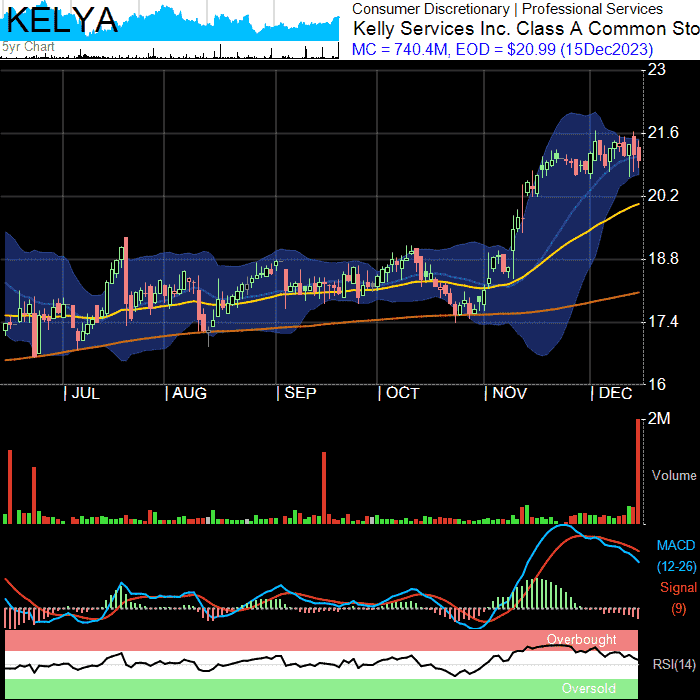 KELYA
5yr Chart
Consumer Discretionary | Professional Services
Kelly Services Inc. Class A Common Sto
MC = 740.4M, EOD = $20.99 (15Dec2023)
23
21.6
20.2
18.8
17.4
16
| JUL | AUG | SEP | OCT | NOV | DEC
2M
Volume
MACD
(12-26)
Signal
(9)
Overbought
RSI(14)
Oversold